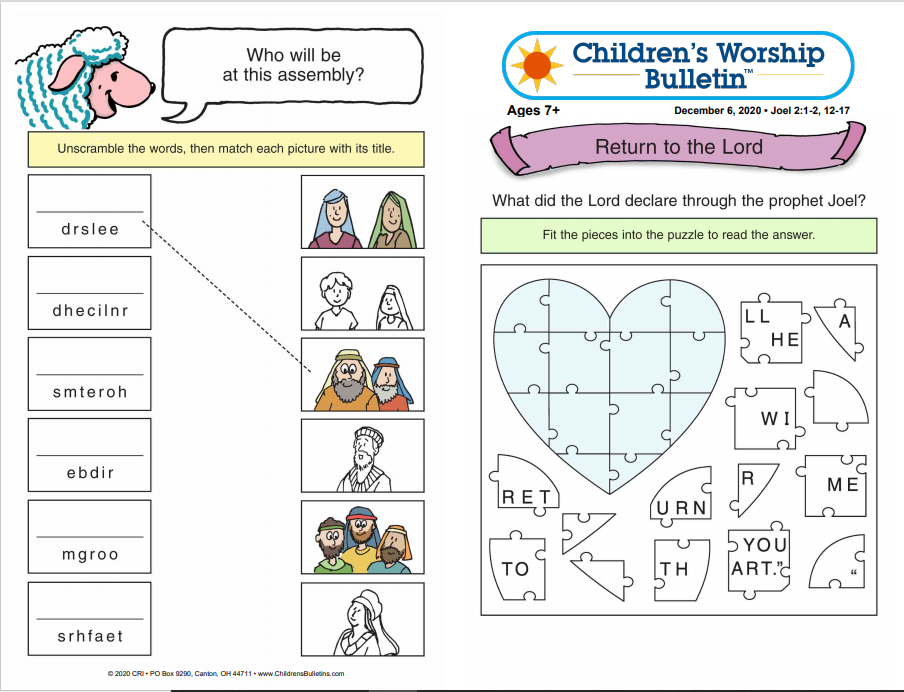 Who will be
at this assembly?
Unscramble the words, then match each picture with its title.
drslee
dhecilnr
smteroh
ebdir
mgroo
srhfaet
© 2020 CRI • PO Box 9290, Canton, OH 44711 • www.ChildrensBulletins.com
Children's Worship
Bulletin™
Ages 7+
December 6, 2020 • Joel 2:1-2, 12-17
Return to the Lord
What did the Lord declare through the prophet Joel?
Fit the pieces into the puzzle to read the answer.
LL
HE
A
WI
RET
URN
R
ME
TO
TH
YOU
ART.”
“